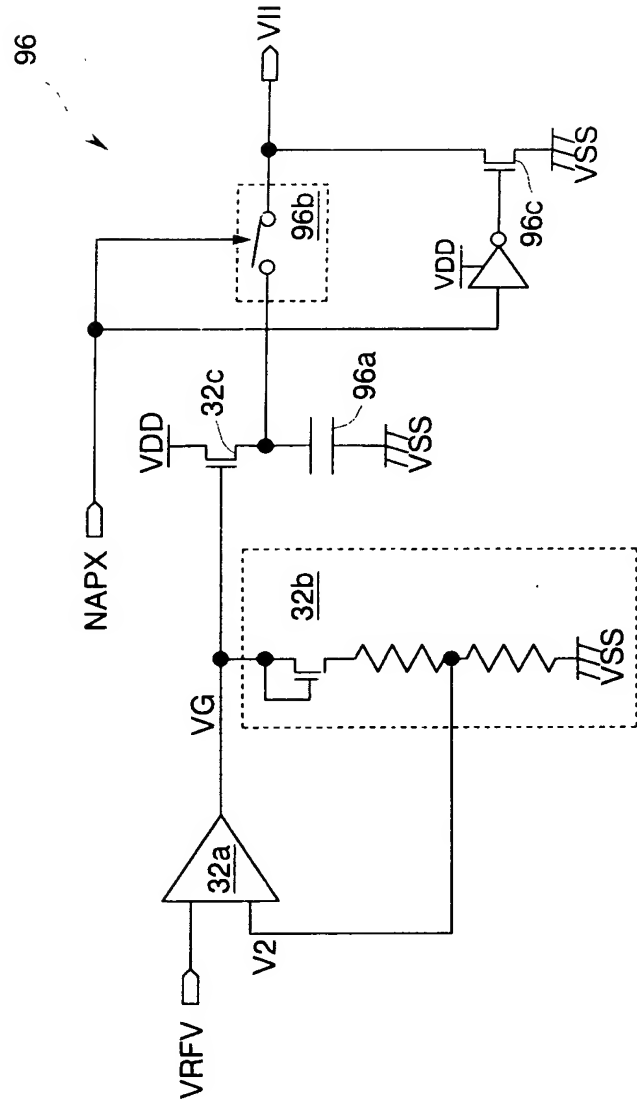 96
NAPX
VII
VDD
32c
96b
VDD
96a
96c
VSS
VSS
VG
32b
VRFV
32a
V2
VSS